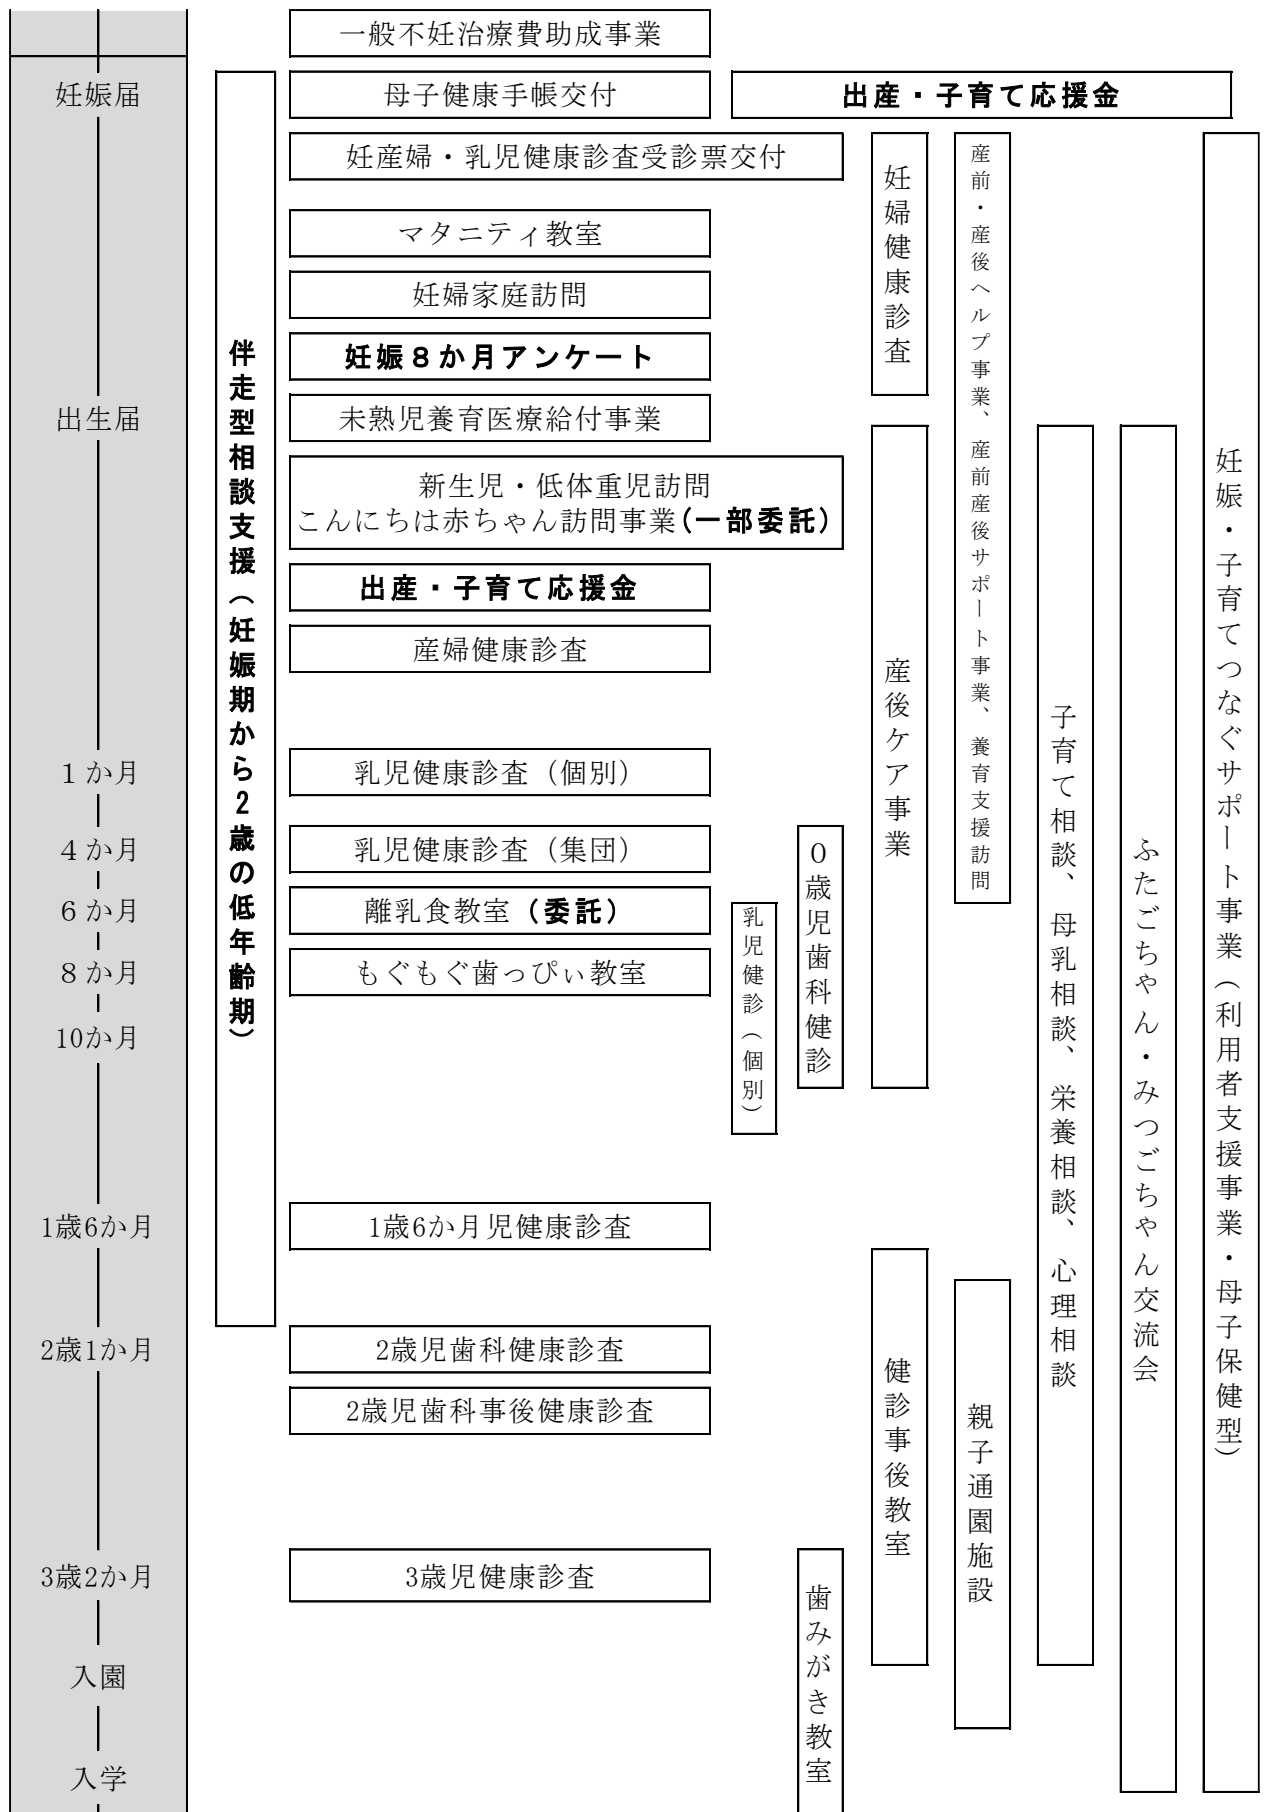 一般不妊治療費助成事業
妊娠届
母子健康手帳交付
出産・子育て応援金
妊産婦・乳児健康診査受診票交付
マタニティ教室
妊婦家庭訪問
妊娠８か月アンケート
出生届
未熟児養育医療給付事業
新生児・低体重児訪問
こんにちは赤ちゃん訪問事業(一部委託)
出産・子育て応援金
産婦健康診査
1か月
乳児健康診査（個別）
4か月
乳児健康診査（集団）
6か月
離乳食教室（委託）
8か月
もぐもぐ歯っぴぃ教室
10か月
1歳6か月
1歳6か月児健康診査
2歳1か月
2歳児歯科健康診査
2歳児歯科事後健康診査
3歳2か月
3歳児健康診査
入園
入学
伴走型相談支援（妊娠期から2歳の低年齢期）
乳児健診（個別）
0歳児歯科健診
歯みがき教室
妊婦健康診査
産後ケア事業
健診事後教室
産前・産後ヘルプ事業、産前産後サポート事業、養育支援訪問
親子通園施設
子育て相談、母乳相談、栄養相談、心理相談
ふたごちゃん・みつごちゃん交流会
妊娠・子育てつなぐサポート事業（利用者支援事業・母子保健型）